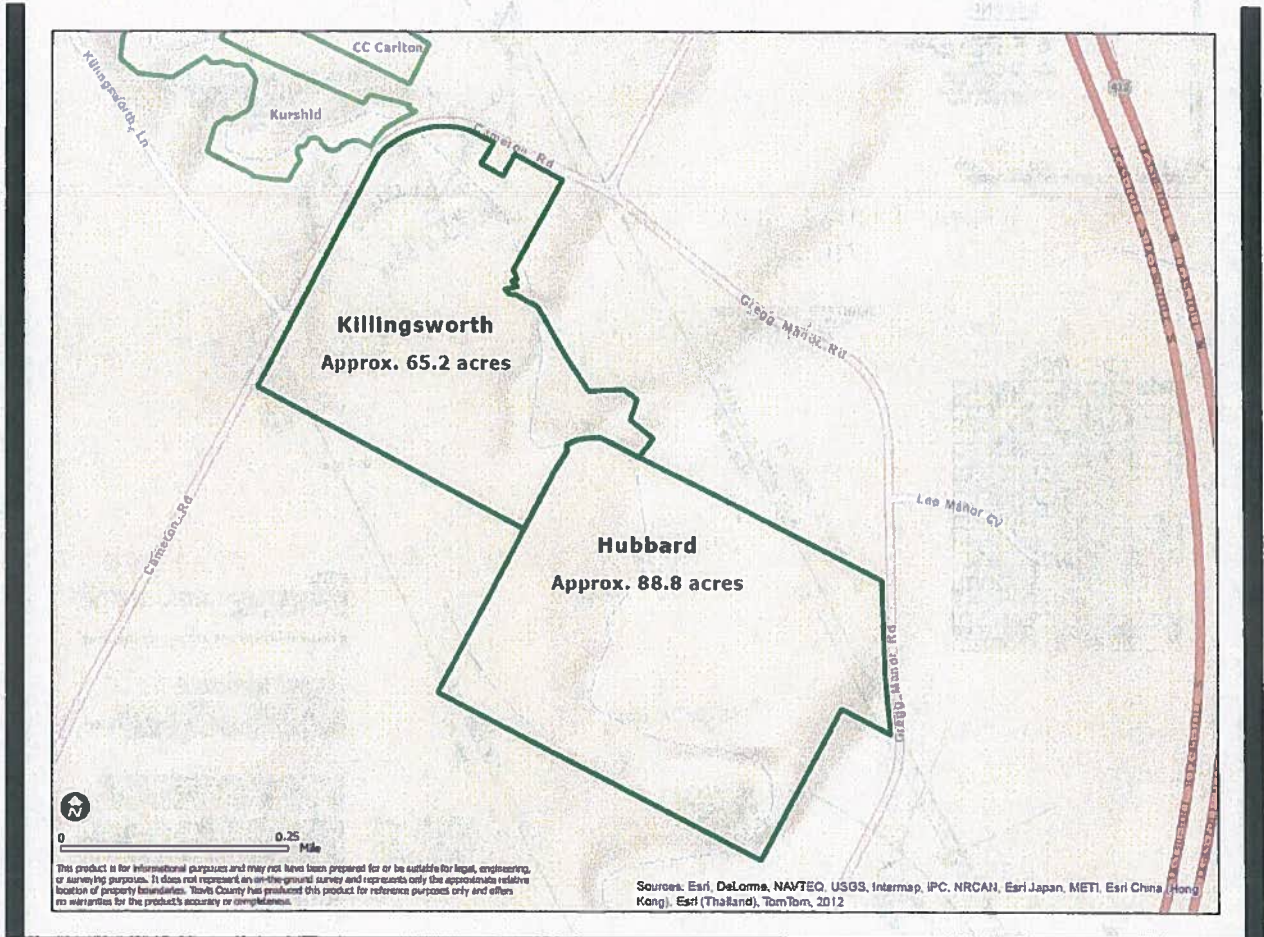 CC Carlton
Killingsworth Ln
Kurshid
Cameron Rd
412
Killingsworth
Approx. 65.2 acres
Gregg Manor Rd
Lee Manor Cv
Cameron Rd
Hubbard
Approx. 88.8 acres
Gregg Manor Rd
N
0 0.25
Mile
This product is for informational purposes and may not have been prepared for or be suitable for legal, engineering,
or surveying purposes. It does not represent an on-the-ground survey and represents only the approximate relative
location of property boundaries. Travis County has produced this product for reference purposes only and offers
no warranties for the product's accuracy or completeness.
Sources: Esri, DeLorme, NAVTEQ, USGS, Intermap, iPC, NRCAN, Esri Japan, METI, Esri China (Hong
Kong), Esri (Thailand), TomTom, 2012